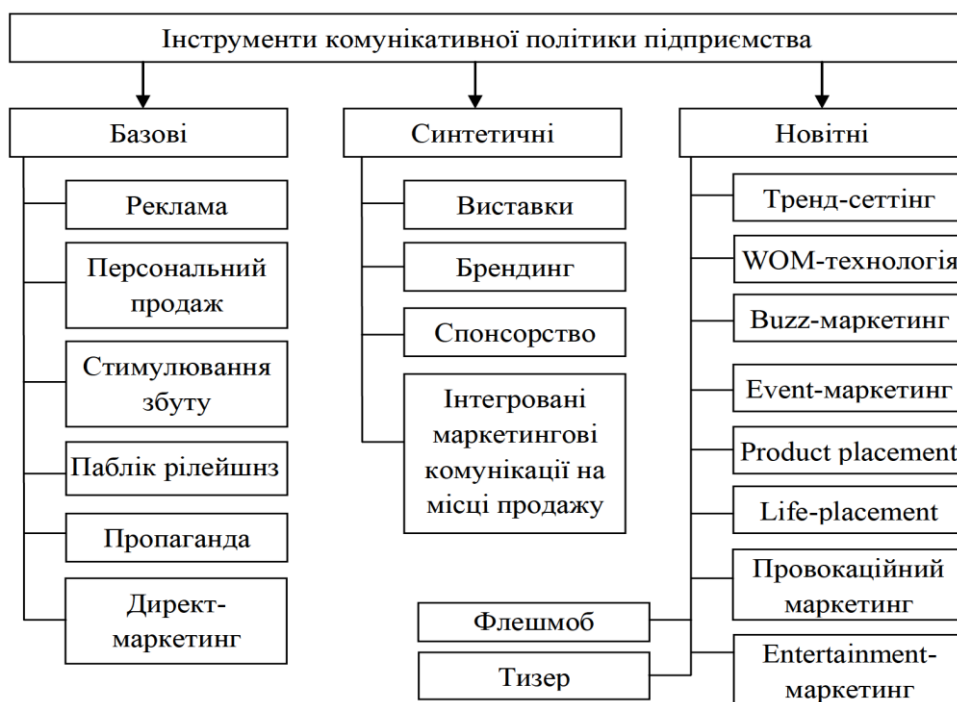 Інструменти комунікативної політики підприємства
Базові
Реклама
Персональний
продаж
Стимулювання
збуту
Паблік рілейшнз
Пропаганда
Директ-
маркетинг
Синтетичні
Виставки
Брендинг
Спонсорство
Інтегровані
маркетингові
комунікації на
місці продажу
Новітні
Тренд-сеттінг
WOM-технологія
Buzz-маркетинг
Event-маркетинг
Product placement
Life-placement
Провокаційний
маркетинг
Entertainment-
маркетинг
Флешмоб
Тизер